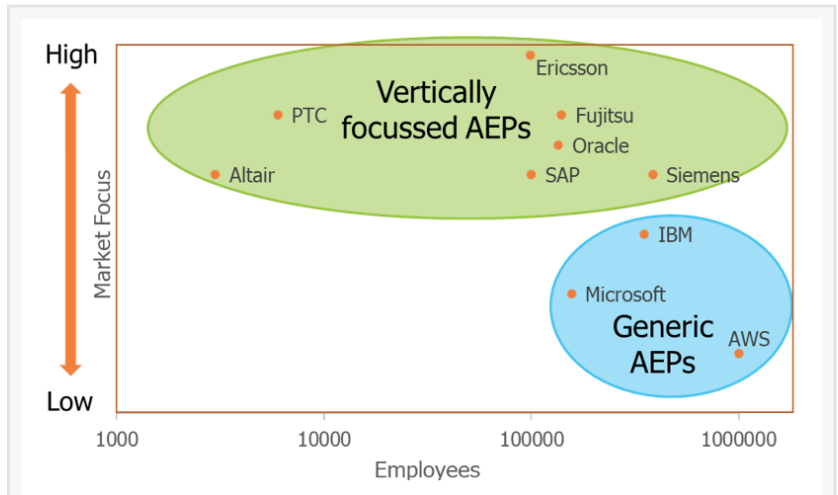 High
Ericsson
Vertically
focussed AEPs
PTC
Fujitsu
Oracle
Altair
SAP
Siemens
Market Focus
IBM
Microsoft
Generic
AEPs
AWS
Low
1000
10000
100000
1000000
Employees